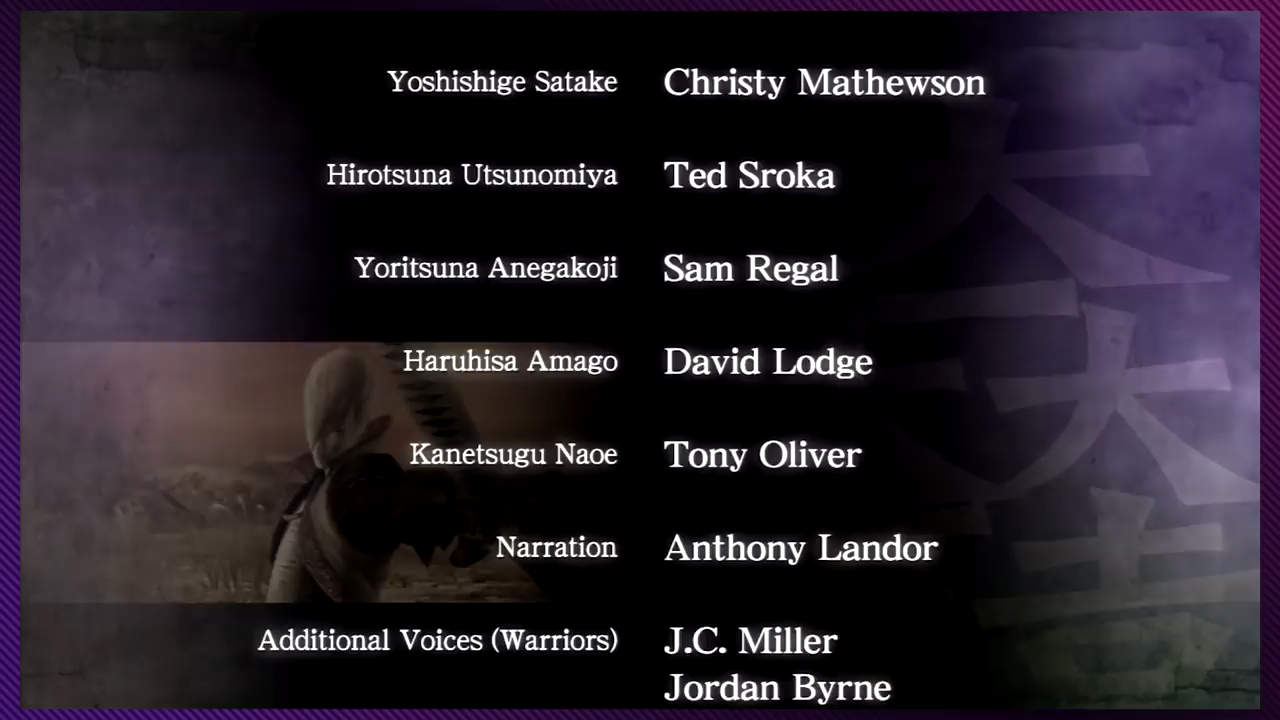 Yoshishige Satake Christy Mathewson
Hirotsuna Utsunomiya Ted Sroka
Yoritsuna Anegakoji Sam Regal
Haruhisa Amago David Lodge
Kanetsugu Naoe Tony Oliver
Narration Anthony Landor
Additional Voices (Warriors) J.C. Miller
Jordan Byrne